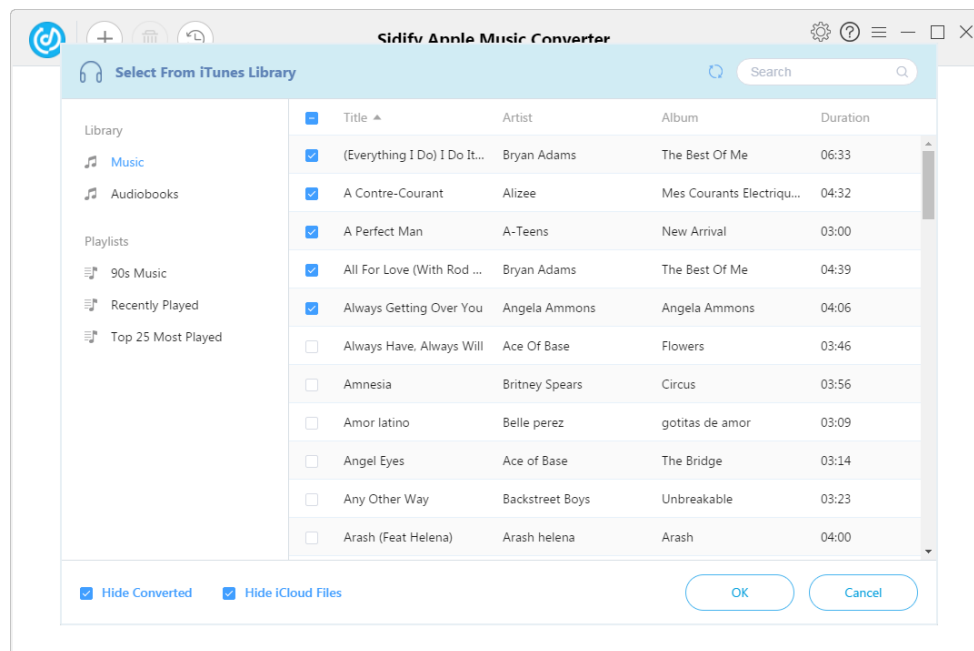 Sidify Apple Music Converter
Select From iTunes Library
Search
Library
Music
Audiobooks
Playlists
90s Music
Recently Played
Top 25 Most Played
Title Artist Album Duration
(Everything I Do) I Do It... Bryan Adams The Best Of Me 06:33
A Contre-Courant Alizee Mes Courants Electriqu... 04:32
A Perfect Man A-Teens New Arrival 03:00
All For Love (With Rod ... Bryan Adams The Best Of Me 04:39
Always Getting Over You Angela Ammons Angela Ammons 04:06
Always Have, Always Will Ace Of Base Flowers 03:46
Amnesia Britney Spears Circus 03:56
Amor latino Belle perez gotitas de amor 03:09
Angel Eyes Ace of Base The Bridge 03:14
Any Other Way Backstreet Boys Unbreakable 03:23
Arash (Feat Helena) Arash helena Arash 04:00
Hide Converted Hide iCloud Files OK Cancel